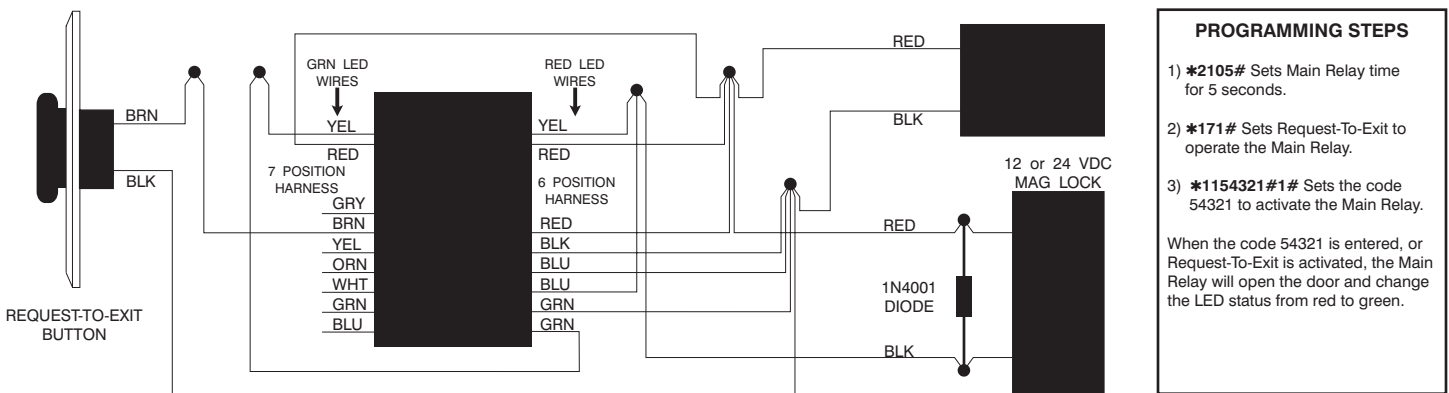 BRN
BLK
REQUEST-TO-EXIT
BUTTON
GRN LED
WIRES
YEL
RED
7 POSITION
HARNESS
GRY
BRN
YEL
ORN
WHT
GRN
BLU
RED LED
WIRES
YEL
RED
6 POSITION
HARNESS
RED
BLK
BLU
BLU
GRN
GRN
RED
BLK
12 or 24 VDC
MAG LOCK
RED
1N4001
DIODE
BLK
PROGRAMMING STEPS
1) ✱2105# Sets Main Relay time
for 5 seconds.
2) ✱171# Sets Request-To-Exit to
operate the Main Relay.
3) ✱1154321#1# Sets the code
54321 to activate the Main Relay.
When the code 54321 is entered, or
Request-To-Exit is activated, the Main
Relay will open the door and change
the LED status from red to green.